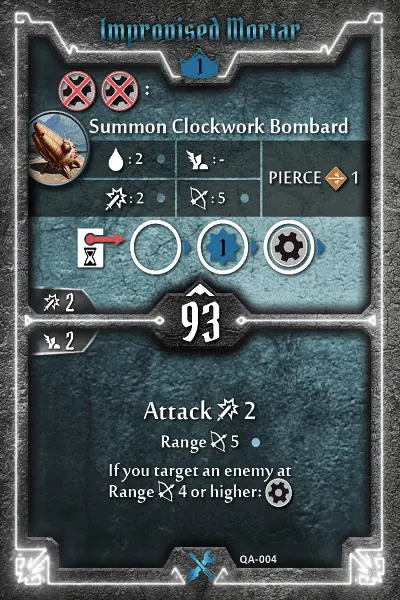 Improvised Mortar
1
:
Summon Clockwork Bombard
: 2 : -
: 2 : 5
PIERCE 1
1
2
93
2
Attack 2
Range 5
If you target an enemy at
Range 4 or higher:
QA-004